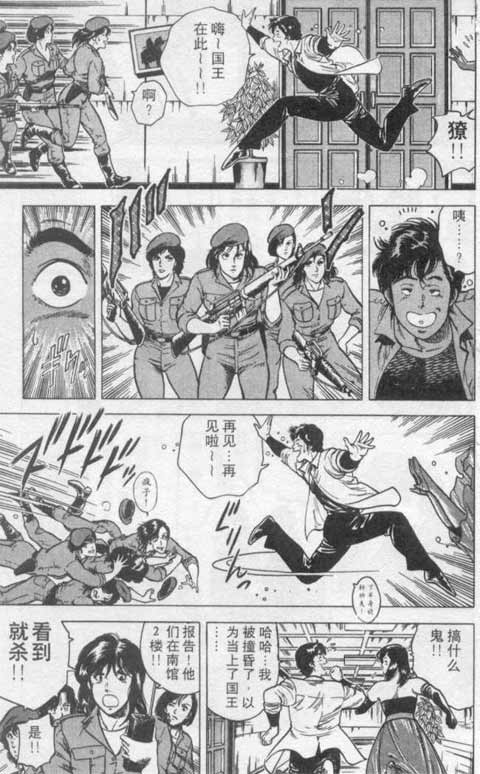 獠!!
嗨～国王
在此～～!!
啊?
咦……?
再见…再
见啦～～
疯子!
搞什么
鬼!!
哈哈…我
被撞昏了，以
为当上了国王
……
报告!他
们在南馆
2楼!!
看到
就杀!!
是!!